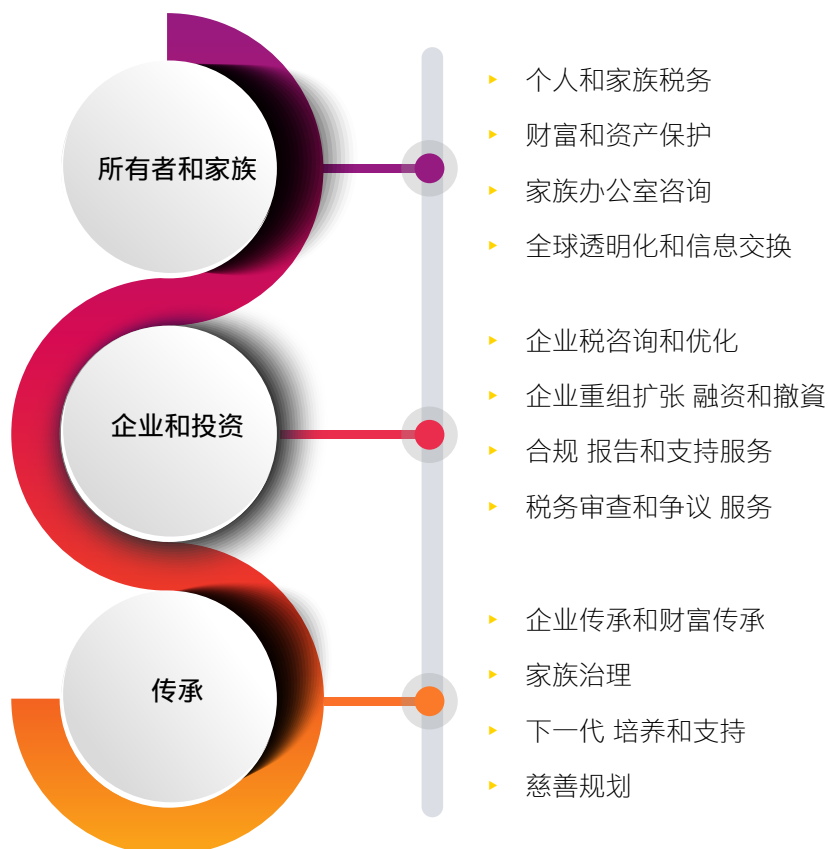 所有者和家族
个人和家族税务
财富和资产保护
家族办公室咨询
全球透明化和信息交换
企业和投资
企业税咨询和优化
企业重组扩张 融资和撤資
合规 报告和支持服务
税务审查和争议 服务
传承
企业传承和财富传承
家族治理
下一代 培养和支持
慈善规划